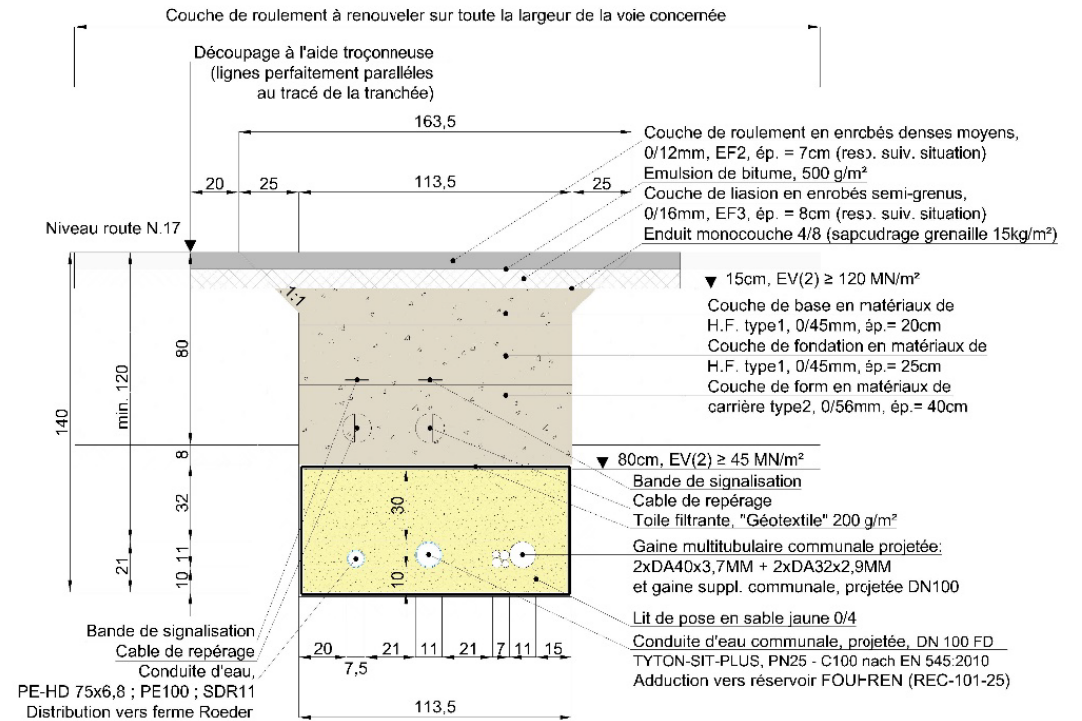 Couche de roulement à renouveler sur toute la largeur de la voie concernée
Découpage à l'aide troçonneuse
(lignes perfaitement paralléles
au tracé de la tranchée)
163,5
20
25
113,5
25
Couche de roulement en enrobés denses moyens,
0/12mm, EF2, ép. = 7cm (resp. suiv. situation)
Emulsion de bitume, 500 g/m²
Couche de liasion en enrobés semi-grenus,
0/16mm, EF3, ép. = 8cm (resp. suiv. situation)
Enduit monocouche 4/8 (sapcudrage grenaille 15kg/m²)
Niveau route N.17
1:1
15cm, EV(2) ≥ 120 MN/m²
Couche de base en matériaux de
H.F. type1, 0/45mm, ép.= 20cm
Couche de fondation en matériaux de
H.F. type1, 0/45mm, ép.= 25cm
Couche de form en matériaux de
carrière type2, 0/56mm, ép.= 40cm
140
min. 120
21
80
8
32
11
10
30
10
80cm, EV(2) ≥ 45 MN/m²
Bande de signalisation
Cable de repérage
Toile filtrante, "Géotextile" 200 g/m²
Gaine multitubulaire communale projetée:
2xDA40x3,7MM + 2xDA32x2,9MM
et gaine suppl. communale, projetée DN100
Lit de pose en sable jaune 0/4
Conduite d'eau communale, projetée, DN 100 FD
TYTON-SIT-PLUS, PN25 - C100 nach EN 545:2010
Adduction vers réservoir FOUHREN (REC-101-25)
Bande de signalisation
Cable de repérage
Conduite d'eau,
PE-HD 75x6,8 ; PE100 ; SDR11
Distribution vers ferme Roeder
20
7,5
21
11
21
7
11
15
113,5